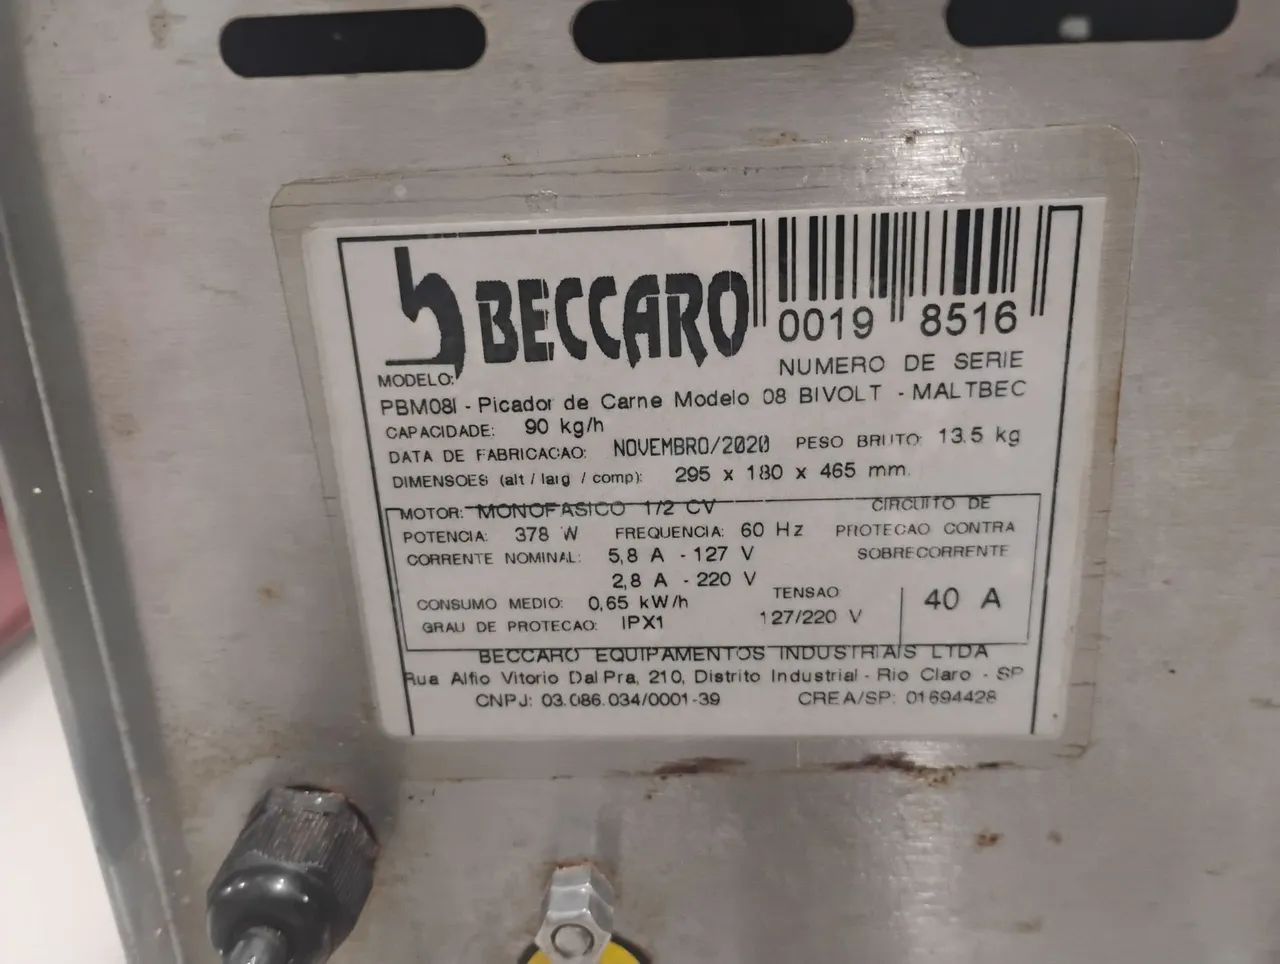 BECCARO
0019 8516
NUMERO DE SERIE
MODELO:
PBM08I - Picador de Carne Modelo 08 BIVOLT - MALTBEC
CAPACIDADE: 90 kg/h
DATA DE FABRICACAO: NOVEMBRO/2020 PESO BRUTO: 13.5 kg
DIMENSOES (alt / larg / comp): 295 x 180 x 465 mm.
MOTOR: MONOFASICO 1/2 CV
POTENCIA: 378 W FREQUENCIA: 60 Hz
CORRENTE NOMINAL: 5,8 A - 127 V
2,8 A - 220 V
CONSUMO MEDIO: 0,65 kW/h
GRAU DE PROTECAO: IPX1
TENSAO
127/220 V
CIRCUITO DE
PROTECAO CONTRA
SOBRECORRENTE
40 A
BECCARO EQUIPAMENTOS INDUSTRIAIS LTDA
Rua Alfio Vitorio Dal Pra, 210, Distrito Industrial - Rio Claro - SP
CNPJ: 03.086.034/0001-39 CREA/SP: 01694428